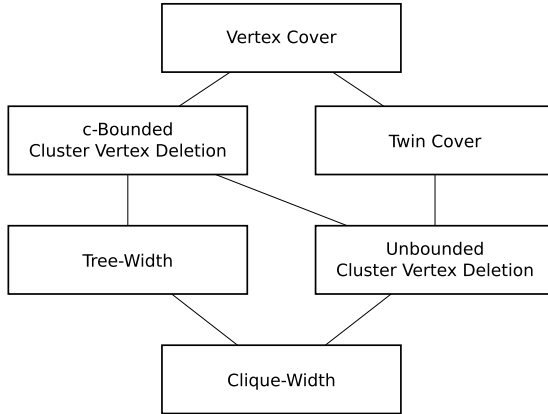 Vertex Cover
c-Bounded
Cluster Vertex Deletion
Twin Cover
Tree-Width
Unbounded
Cluster Vertex Deletion
Clique-Width